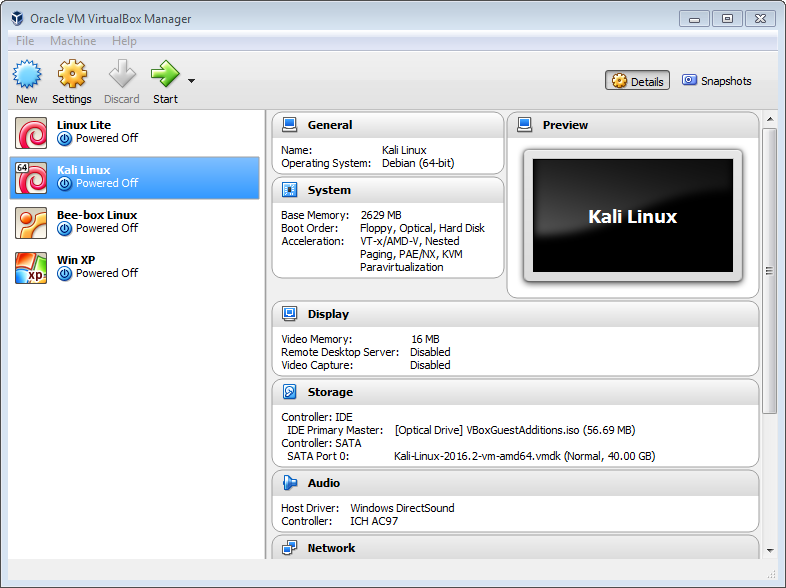 Oracle VM VirtualBox Manager
File Machine Help
New Settings Discard Start Details Snapshots
Linux Lite
Powered Off
64
Kali Linux
Powered Off
Bee-box Linux
Powered Off
xp
Win XP
Powered Off
General
Name: Kali Linux
Operating System: Debian (64-bit)
System
Base Memory: 2629 MB
Boot Order: Floppy, Optical, Hard Disk
Acceleration: VT-x/AMD-V, Nested
Paging, PAE/NX, KVM
Paravirtualization
Preview
Kali Linux
Display
Video Memory: 16 MB
Remote Desktop Server: Disabled
Video Capture: Disabled
Storage
Controller: IDE
IDE Primary Master: [Optical Drive] VBoxGuestAdditions.iso (56.69 MB)
Controller: SATA
SATA Port 0: Kali-Linux-2016.2-vm-amd64.vmdk (Normal, 40.00 GB)
Audio
Host Driver: Windows DirectSound
Controller: ICH AC97
Network